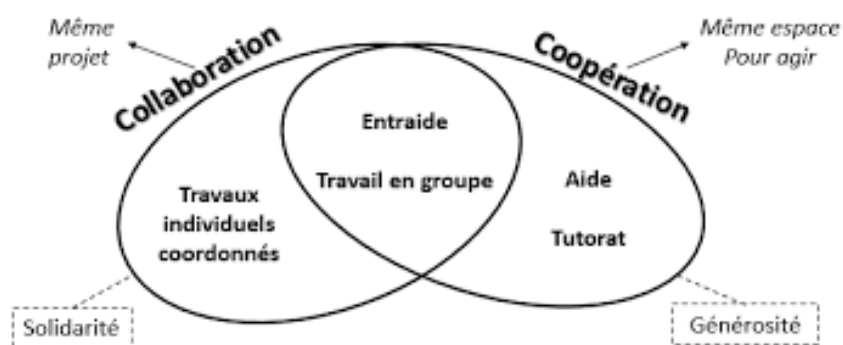 Même
projet
Collaboration
Coopération
Même espace
Pour agir
Entraide
Travail en groupe
Travaux
individuels
coordonnés
Aide
Tutorat
Solidarité
Générosité